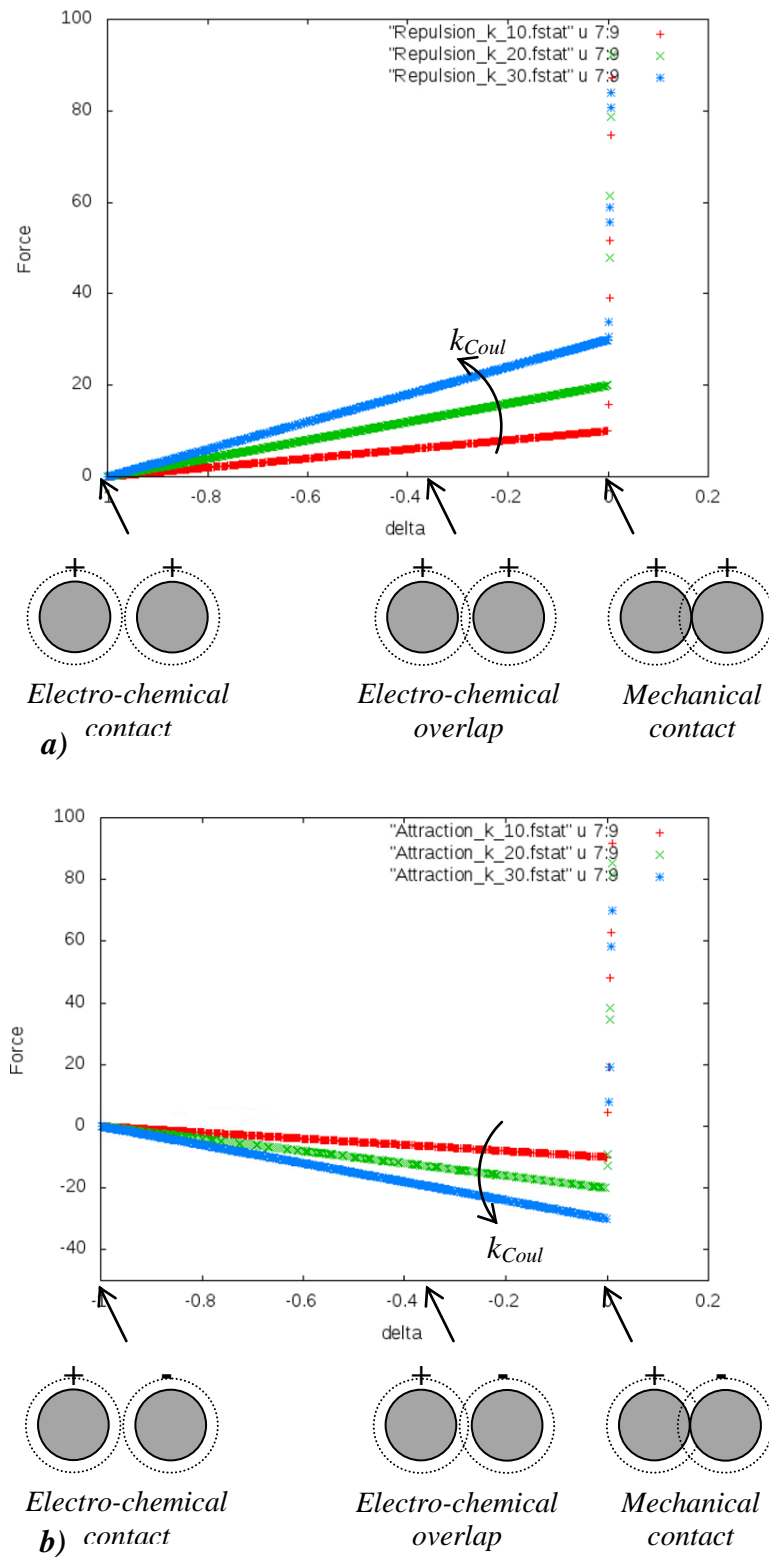 100
"Repulsion_k_10.fstat" u 7:9 +
"Repulsion_k_20.fstat" u 7:9 ×
"Repulsion_k_30.fstat" u 7:9 ∗
80
60
Force
40
k_Coul
20
0
-1 -0.8 -0.6 -0.4 -0.2 0 0.2
delta
+ + + + + +
Electro-chemical contact
Electro-chemical overlap
Mechanical contact
a)
100
"Attraction_k_10.fstat" u 7:9 +
"Attraction_k_20.fstat" u 7:9 ×
"Attraction_k_30.fstat" u 7:9 ∗
80
60
40
Force
20
0
-20
k_Coul
-40
-1 -0.8 -0.6 -0.4 -0.2 0 0.2
delta
+ - + - + -
Electro-chemical contact
Electro-chemical overlap
Mechanical contact
b)